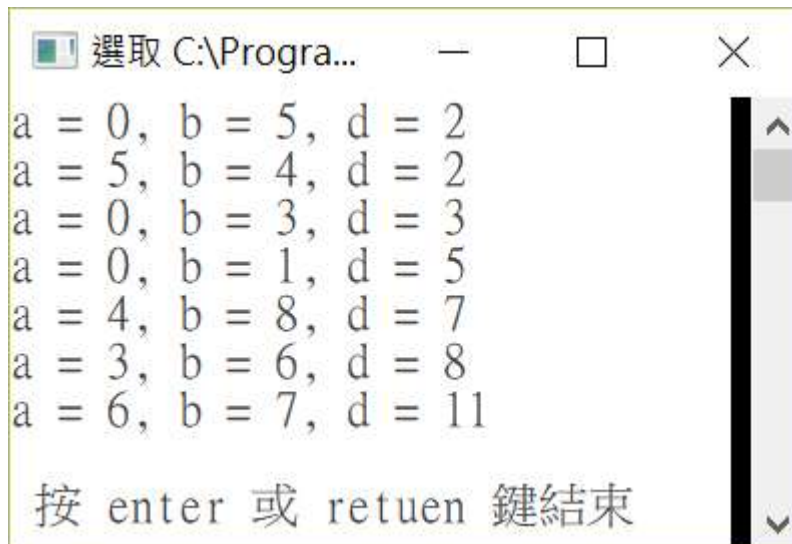 選取 C:\Progra...
a = 0, b = 5, d = 2
a = 5, b = 4, d = 2
a = 0, b = 3, d = 3
a = 0, b = 1, d = 5
a = 4, b = 8, d = 7
a = 3, b = 6, d = 8
a = 6, b = 7, d = 11
按 enter 或 retuen 鍵結束